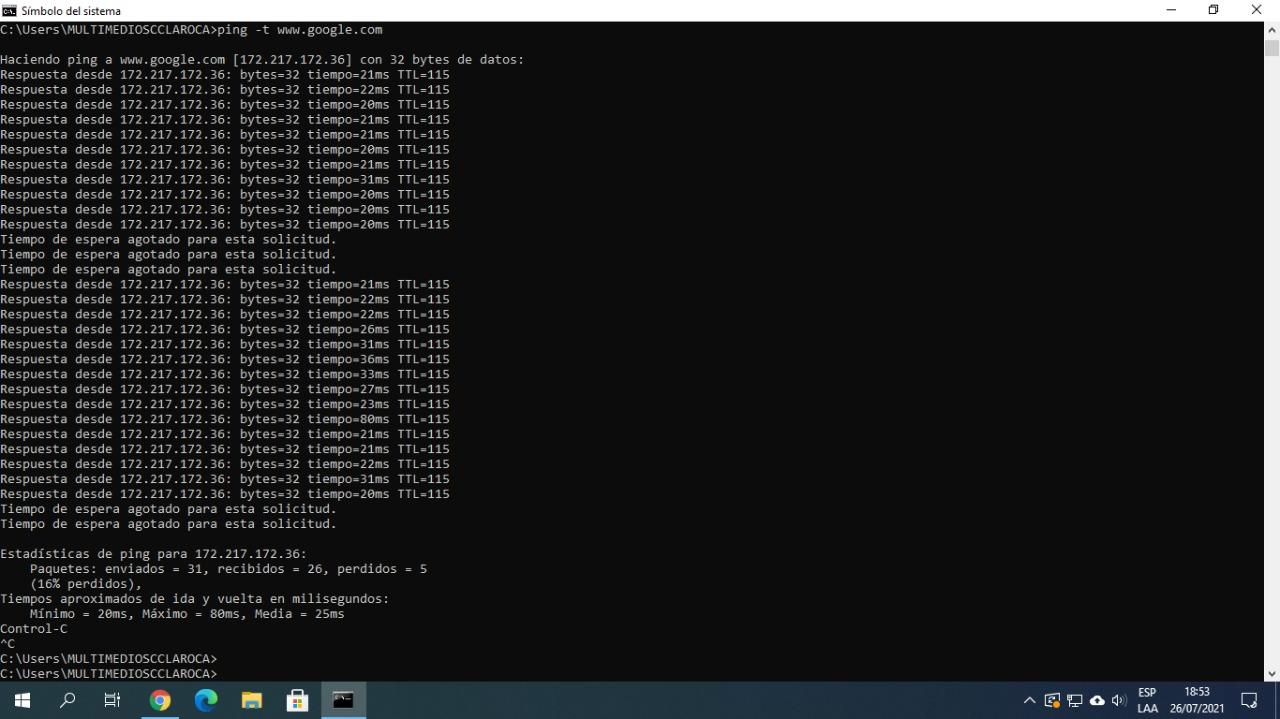 Símbolo del sistema
C:\Users\MULTIMEDIOSCCLAROCA>ping -t www.google.com
Haciendo ping a www.google.com [172.217.172.36] con 32 bytes de datos:
Respuesta desde 172.217.172.36: bytes=32 tiempo=21ms TTL=115
Respuesta desde 172.217.172.36: bytes=32 tiempo=22ms TTL=115
Respuesta desde 172.217.172.36: bytes=32 tiempo=20ms TTL=115
Respuesta desde 172.217.172.36: bytes=32 tiempo=21ms TTL=115
Respuesta desde 172.217.172.36: bytes=32 tiempo=21ms TTL=115
Respuesta desde 172.217.172.36: bytes=32 tiempo=20ms TTL=115
Respuesta desde 172.217.172.36: bytes=32 tiempo=21ms TTL=115
Respuesta desde 172.217.172.36: bytes=32 tiempo=31ms TTL=115
Respuesta desde 172.217.172.36: bytes=32 tiempo=20ms TTL=115
Respuesta desde 172.217.172.36: bytes=32 tiempo=20ms TTL=115
Respuesta desde 172.217.172.36: bytes=32 tiempo=20ms TTL=115
Tiempo de espera agotado para esta solicitud.
Tiempo de espera agotado para esta solicitud.
Tiempo de espera agotado para esta solicitud.
Respuesta desde 172.217.172.36: bytes=32 tiempo=21ms TTL=115
Respuesta desde 172.217.172.36: bytes=32 tiempo=22ms TTL=115
Respuesta desde 172.217.172.36: bytes=32 tiempo=22ms TTL=115
Respuesta desde 172.217.172.36: bytes=32 tiempo=26ms TTL=115
Respuesta desde 172.217.172.36: bytes=32 tiempo=31ms TTL=115
Respuesta desde 172.217.172.36: bytes=32 tiempo=36ms TTL=115
Respuesta desde 172.217.172.36: bytes=32 tiempo=33ms TTL=115
Respuesta desde 172.217.172.36: bytes=32 tiempo=27ms TTL=115
Respuesta desde 172.217.172.36: bytes=32 tiempo=23ms TTL=115
Respuesta desde 172.217.172.36: bytes=32 tiempo=80ms TTL=115
Respuesta desde 172.217.172.36: bytes=32 tiempo=21ms TTL=115
Respuesta desde 172.217.172.36: bytes=32 tiempo=21ms TTL=115
Respuesta desde 172.217.172.36: bytes=32 tiempo=22ms TTL=115
Respuesta desde 172.217.172.36: bytes=32 tiempo=31ms TTL=115
Respuesta desde 172.217.172.36: bytes=32 tiempo=20ms TTL=115
Tiempo de espera agotado para esta solicitud.
Tiempo de espera agotado para esta solicitud.
Estadísticas de ping para 172.217.172.36:
Paquetes: enviados = 31, recibidos = 26, perdidos = 5
(16% perdidos),
Tiempos aproximados de ida y vuelta en milisegundos:
Mínimo = 20ms, Máximo = 80ms, Media = 25ms
Control-C
^C
C:\Users\MULTIMEDIOSCCLAROCA>
C:\Users\MULTIMEDIOSCCLAROCA>
ESP 18:53
LAA 26/07/2021